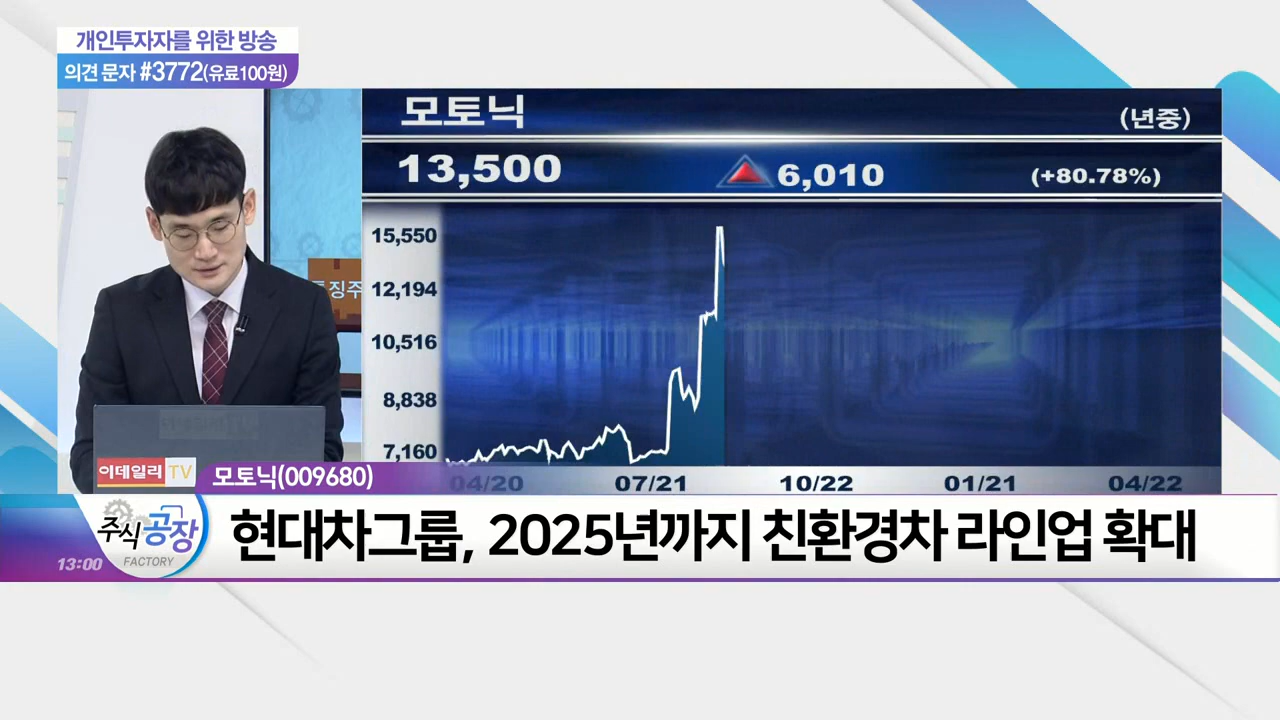 개인투자자를 위한 방송
의견 문자 #3772(유료100원)
모토닉
(년중)
13,500
6,010
(+80.78%)
15,550
12,194
10,516
8,838
7,160
04/20
07/21
10/22
01/21
04/22
징주
이데일리 TV
모토닉(009680)
주식공장
FACTORY
13:00
현대차그룹, 2025년까지 친환경차 라인업 확대